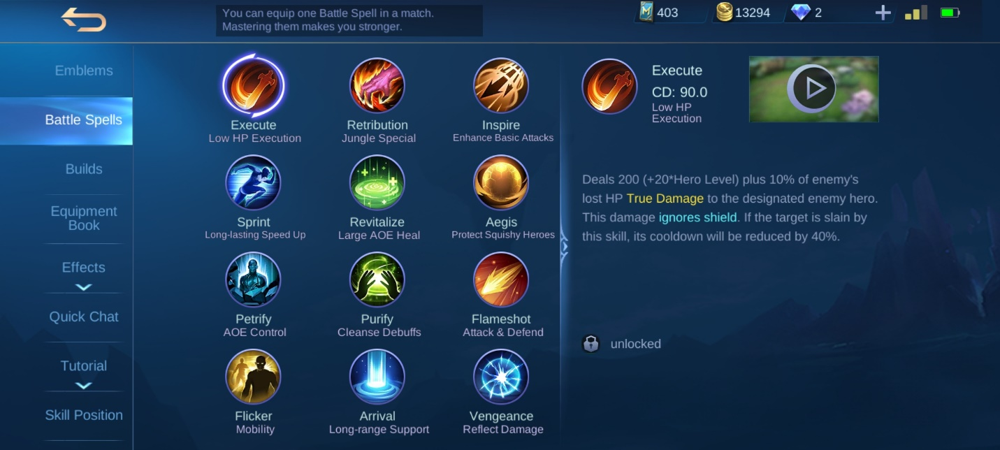 You can equip one Battle Spell in a match.
Mastering them makes you stronger.
403
13294
2
Emblems
Battle Spells
Builds
Equipment
Book
Effects
Quick Chat
Tutorial
Skill Position
Execute
Low HP Execution
Retribution
Jungle Special
Inspire
Enhance Basic Attacks
Sprint
Long-lasting Speed Up
Revitalize
Large AOE Heal
Aegis
Protect Squishy Heroes
Petrify
AOE Control
Purify
Cleanse Debuffs
Flameshot
Attack & Defend
Flicker
Mobility
Arrival
Long-range Support
Vengeance
Reflect Damage
Execute
CD: 90.0
Low HP
Execution
Deals 200 (+20*Hero Level) plus 10% of enemy's
lost HP True Damage to the designated enemy hero.
This damage ignores shield. If the target is slain by
this skill, its cooldown will be reduced by 40%.
unlocked